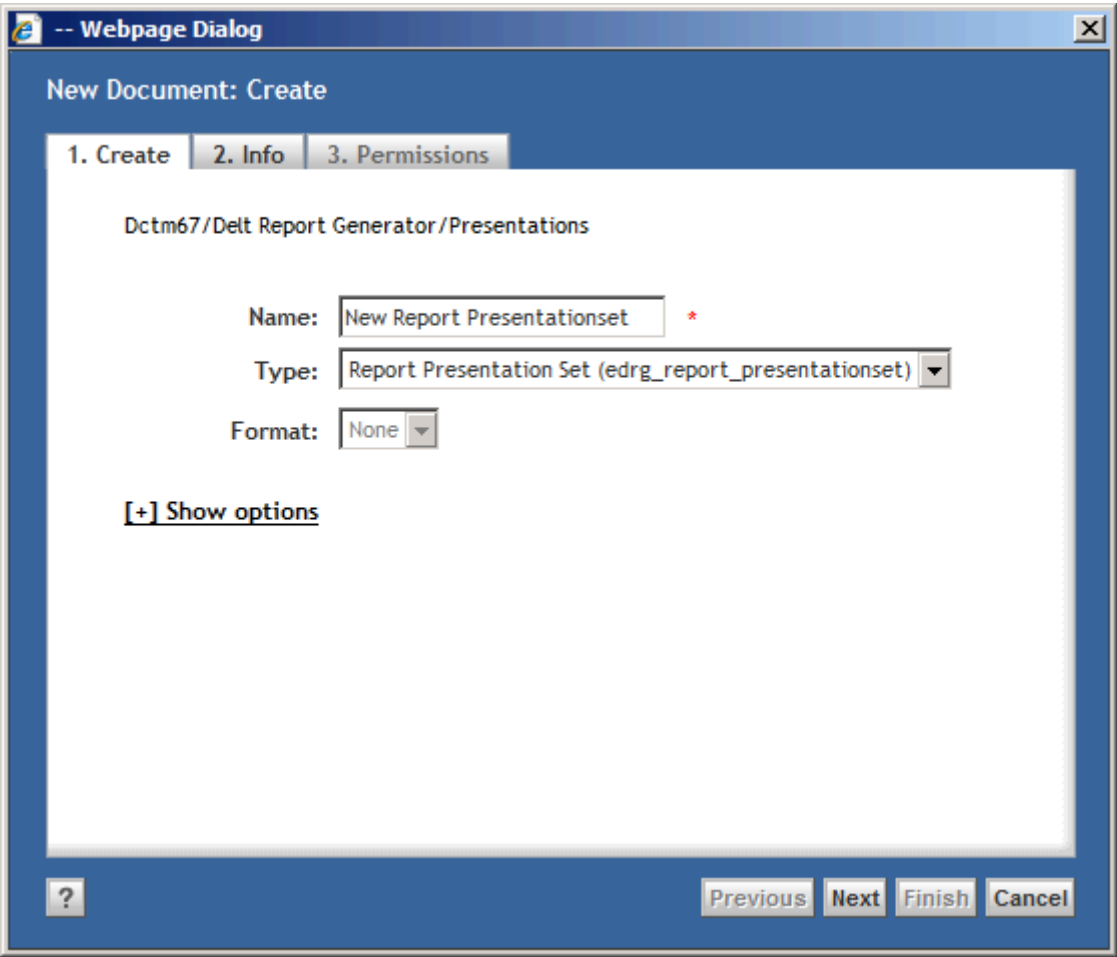 -- Webpage Dialog
New Document: Create
1. Create 2. Info 3. Permissions
Dctm67/Delt Report Generator/Presentations
Name: New Report Presentationset *
Type: Report Presentation Set (edrg_report_presentationset)
Format: None
[+] Show options
? Previous Next Finish Cancel